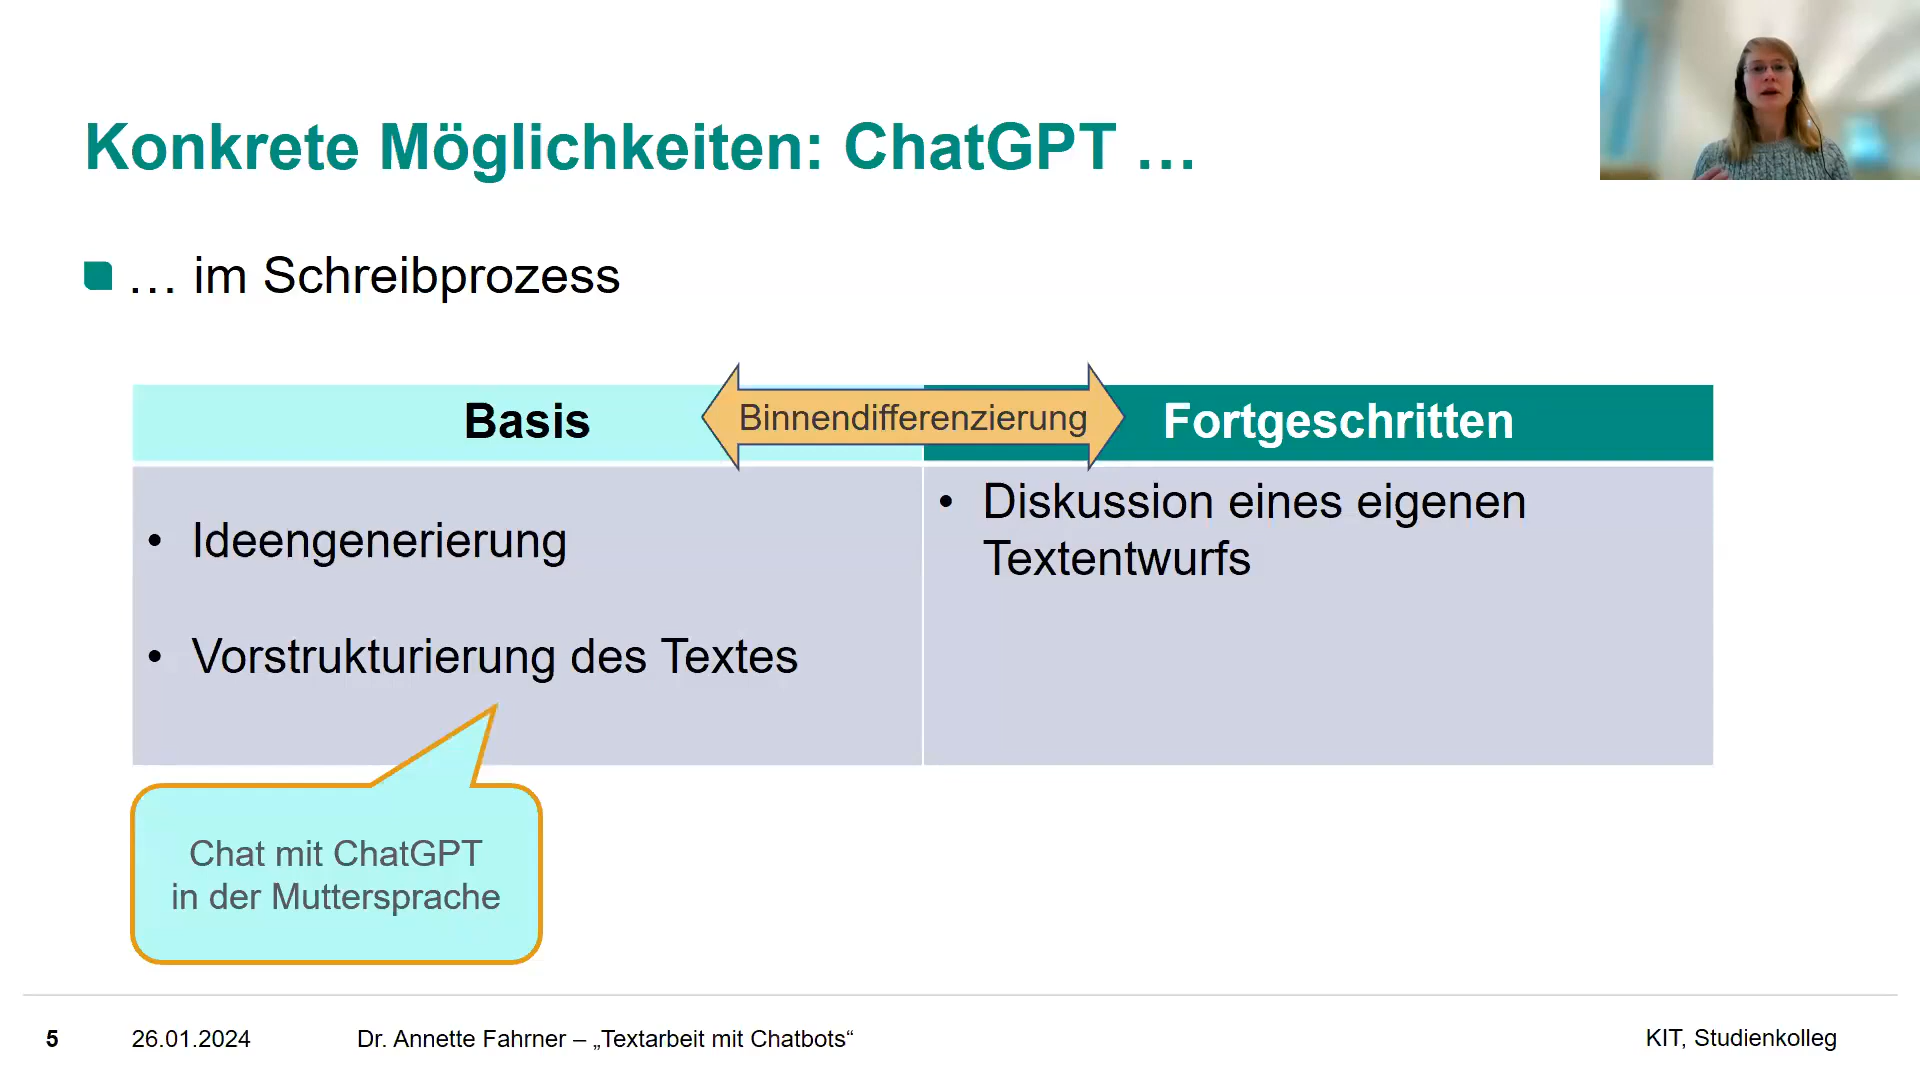 Konkrete Möglichkeiten: ChatGPT …
… im Schreibprozess
Basis
Binnendifferenzierung
Fortgeschritten
• Ideengenerierung
• Vorstrukturierung des Textes
• Diskussion eines eigenen
Textentwurfs
Chat mit ChatGPT
in der Muttersprache
5
26.01.2024
Dr. Annette Fahrner – „Textarbeit mit Chatbots“
KIT, Studienkolleg